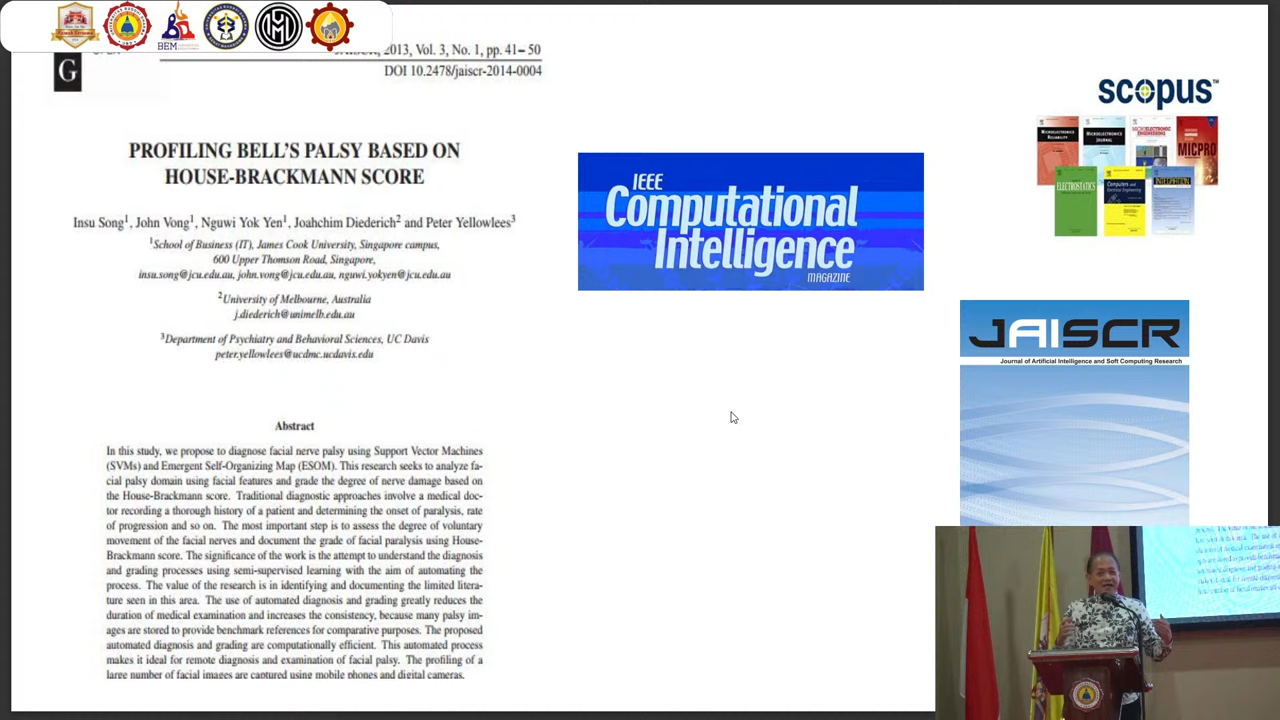 BEM
G
JAISCR, 2013, Vol. 3, No. 1, pp. 41– 50
DOI 10.2478/jaiscr-2014-0004
PROFILING BELL'S PALSY BASED ON
HOUSE-BRACKMANN SCORE
Insu Song1, John Vong1, Nguwi Yok Yen1, Joahchim Diederich2 and Peter Yellowlees3
1School of Business (IT), James Cook University, Singapore campus,
600 Upper Thomson Road, Singapore,
insu.song@jcu.edu.au, john.vong@jcu.edu.au, nguwi.yokyen@jcu.edu.au
2University of Melbourne, Australia
j.diederich@unimelb.edu.au
3Department of Psychiatry and Behavioral Sciences, UC Davis
peter.yellowlees@ucdmc.ucdavis.edu
Abstract
In this study, we propose to diagnose facial nerve palsy using Support Vector Machines
(SVMs) and Emergent Self-Organizing Map (ESOM). This research seeks to analyze fa-
cial palsy domain using facial features and grade the degree of nerve damage based on
the House-Brackmann score. Traditional diagnostic approaches involve a medical doc-
tor recording a thorough history of a patient and determining the onset of paralysis, rate
of progression and so on. The most important step is to assess the degree of voluntary
movement of the facial nerves and document the grade of facial paralysis using House-
Brackmann score. The significance of the work is the attempt to understand the diagnosis
and grading processes using semi-supervised learning with the aim of automating the
process. The value of the research is in identifying and documenting the limited litera-
ture seen in this area. The use of automated diagnosis and grading greatly reduces the
duration of medical examination and increases the consistency, because many palsy im-
ages are stored to provide benchmark references for comparative purposes. The proposed
automated diagnosis and grading are computationally efficient. This automated process
makes it ideal for remote diagnosis and examination of facial palsy. The profiling of a
large number of facial images are captured using mobile phones and digital cameras.
IEEE
Computational
Intelligence
MAGAZINE
scopus™
MICROELECTRONICS
RELIABILITY
MICROELECTRONICS
JOURNAL
MICROELECTRONIC
ENGINEERING
MICPRO
ELECTROSTATICS
Computers and
Electrical Engineering
INTEGRATION
JAISCR
Journal of Artificial Intelligence and Soft Computing Research